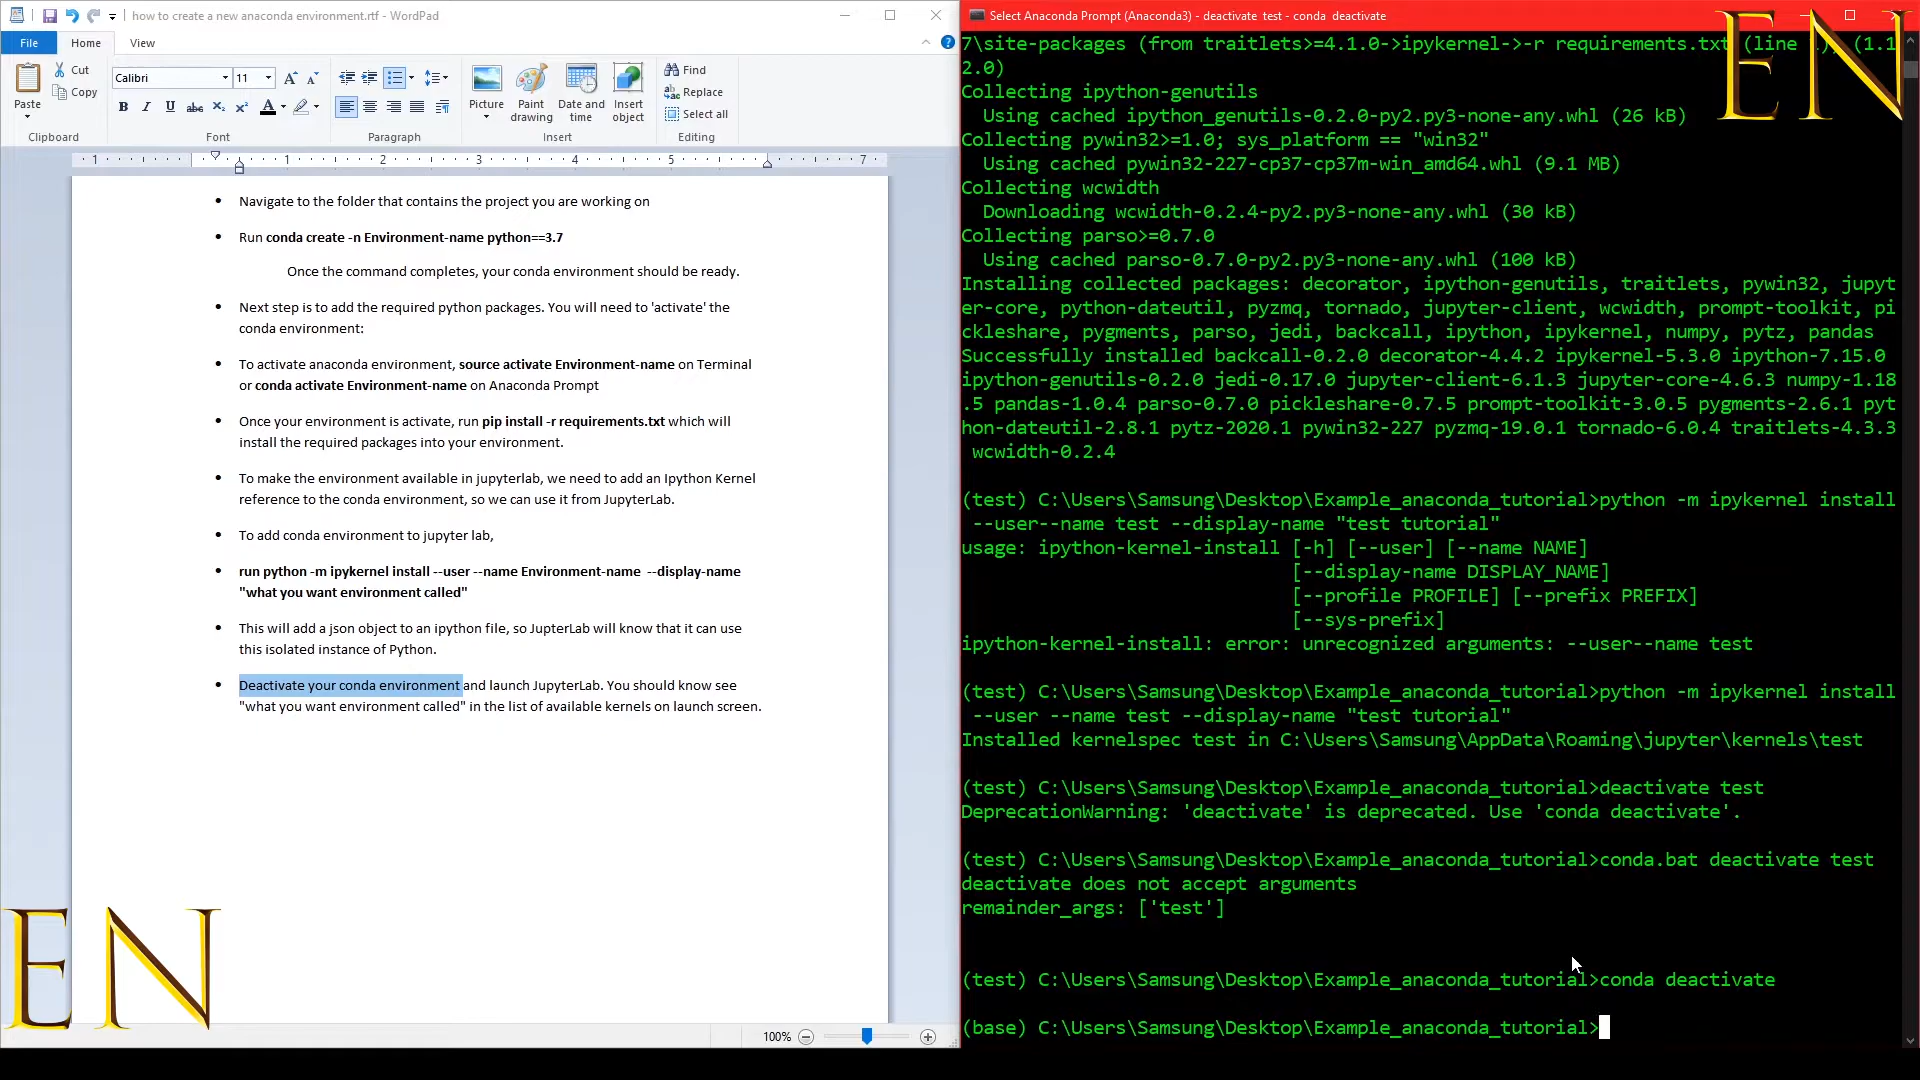 how to create a new anaconda environment.rtf - WordPad
File
Home
View
Paste
Cut
Copy
Clipboard
Calibri
11
B
I
U
abc
X₂
X²
A
Font
Paragraph
Picture
Paint drawing
Date and time
Insert object
Insert
Find
Replace
Select all
Editing
1 1 2 3 4 5 7
• Navigate to the folder that contains the project you are working on
• Run conda create -n Environment-name python==3.7
Once the command completes, your conda environment should be ready.
• Next step is to add the required python packages. You will need to 'activate' the
conda environment:
• To activate anaconda environment, source activate Environment-name on Terminal
or conda activate Environment-name on Anaconda Prompt
• Once your environment is activate, run pip install -r requirements.txt which will
install the required packages into your environment.
• To make the environment available in jupyterlab, we need to add an Ipython Kernel
reference to the conda environment, so we can use it from JupyterLab.
• To add conda environment to jupyter lab,
• run python -m ipykernel install --user --name Environment-name  --display-name
"what you want environment called"
• This will add a json object to an ipython file, so JupterLab will know that it can use
this isolated instance of Python.
• Deactivate your conda environment and launch JupyterLab. You should know see
"what you want environment called" in the list of available kernels on launch screen.
EN
100%
Select Anaconda Prompt (Anaconda3) - deactivate test - conda deactivate
EN
7\site-packages (from traitlets>=4.1.0->ipykernel->-r requirements.txt (line (1.1
2.0)
Collecting ipython-genutils
  Using cached ipython_genutils-0.2.0-py2.py3-none-any.whl (26 kB)
Collecting pywin32>=1.0; sys_platform == "win32"
  Using cached pywin32-227-cp37-cp37m-win_amd64.whl (9.1 MB)
Collecting wcwidth
  Downloading wcwidth-0.2.4-py2.py3-none-any.whl (30 kB)
Collecting parso>=0.7.0
  Using cached parso-0.7.0-py2.py3-none-any.whl (100 kB)
Installing collected packages: decorator, ipython-genutils, traitlets, pywin32, jupyt
er-core, python-dateutil, pyzmq, tornado, jupyter-client, wcwidth, prompt-toolkit, pi
ckleshare, pygments, parso, jedi, backcall, ipython, ipykernel, numpy, pytz, pandas
Successfully installed backcall-0.2.0 decorator-4.4.2 ipykernel-5.3.0 ipython-7.15.0
ipython-genutils-0.2.0 jedi-0.17.0 jupyter-client-6.1.3 jupyter-core-4.6.3 numpy-1.18
.5 pandas-1.0.4 parso-0.7.0 pickleshare-0.7.5 prompt-toolkit-3.0.5 pygments-2.6.1 pyt
hon-dateutil-2.8.1 pytz-2020.1 pywin32-227 pyzmq-19.0.1 tornado-6.0.4 traitlets-4.3.3
 wcwidth-0.2.4
(test) C:\Users\Samsung\Desktop\Example_anaconda_tutorial>python -m ipykernel install
 --user--name test --display-name "test tutorial"
usage: ipython-kernel-install [-h] [--user] [--name NAME]
[--display-name DISPLAY_NAME]
[--profile PROFILE] [--prefix PREFIX]
[--sys-prefix]
ipython-kernel-install: error: unrecognized arguments: --user--name test
(test) C:\Users\Samsung\Desktop\Example_anaconda_tutorial>python -m ipykernel install
 --user --name test --display-name "test tutorial"
Installed kernelspec test in C:\Users\Samsung\AppData\Roaming\jupyter\kernels\test
(test) C:\Users\Samsung\Desktop\Example_anaconda_tutorial>deactivate test
DeprecationWarning: 'deactivate' is deprecated. Use 'conda deactivate'.
(test) C:\Users\Samsung\Desktop\Example_anaconda_tutorial>conda.bat deactivate test
deactivate does not accept arguments
remainder_args: ['test']
(test) C:\Users\Samsung\Desktop\Example_anaconda_tutorial>conda deactivate
(base) C:\Users\Samsung\Desktop\Example_anaconda_tutorial>